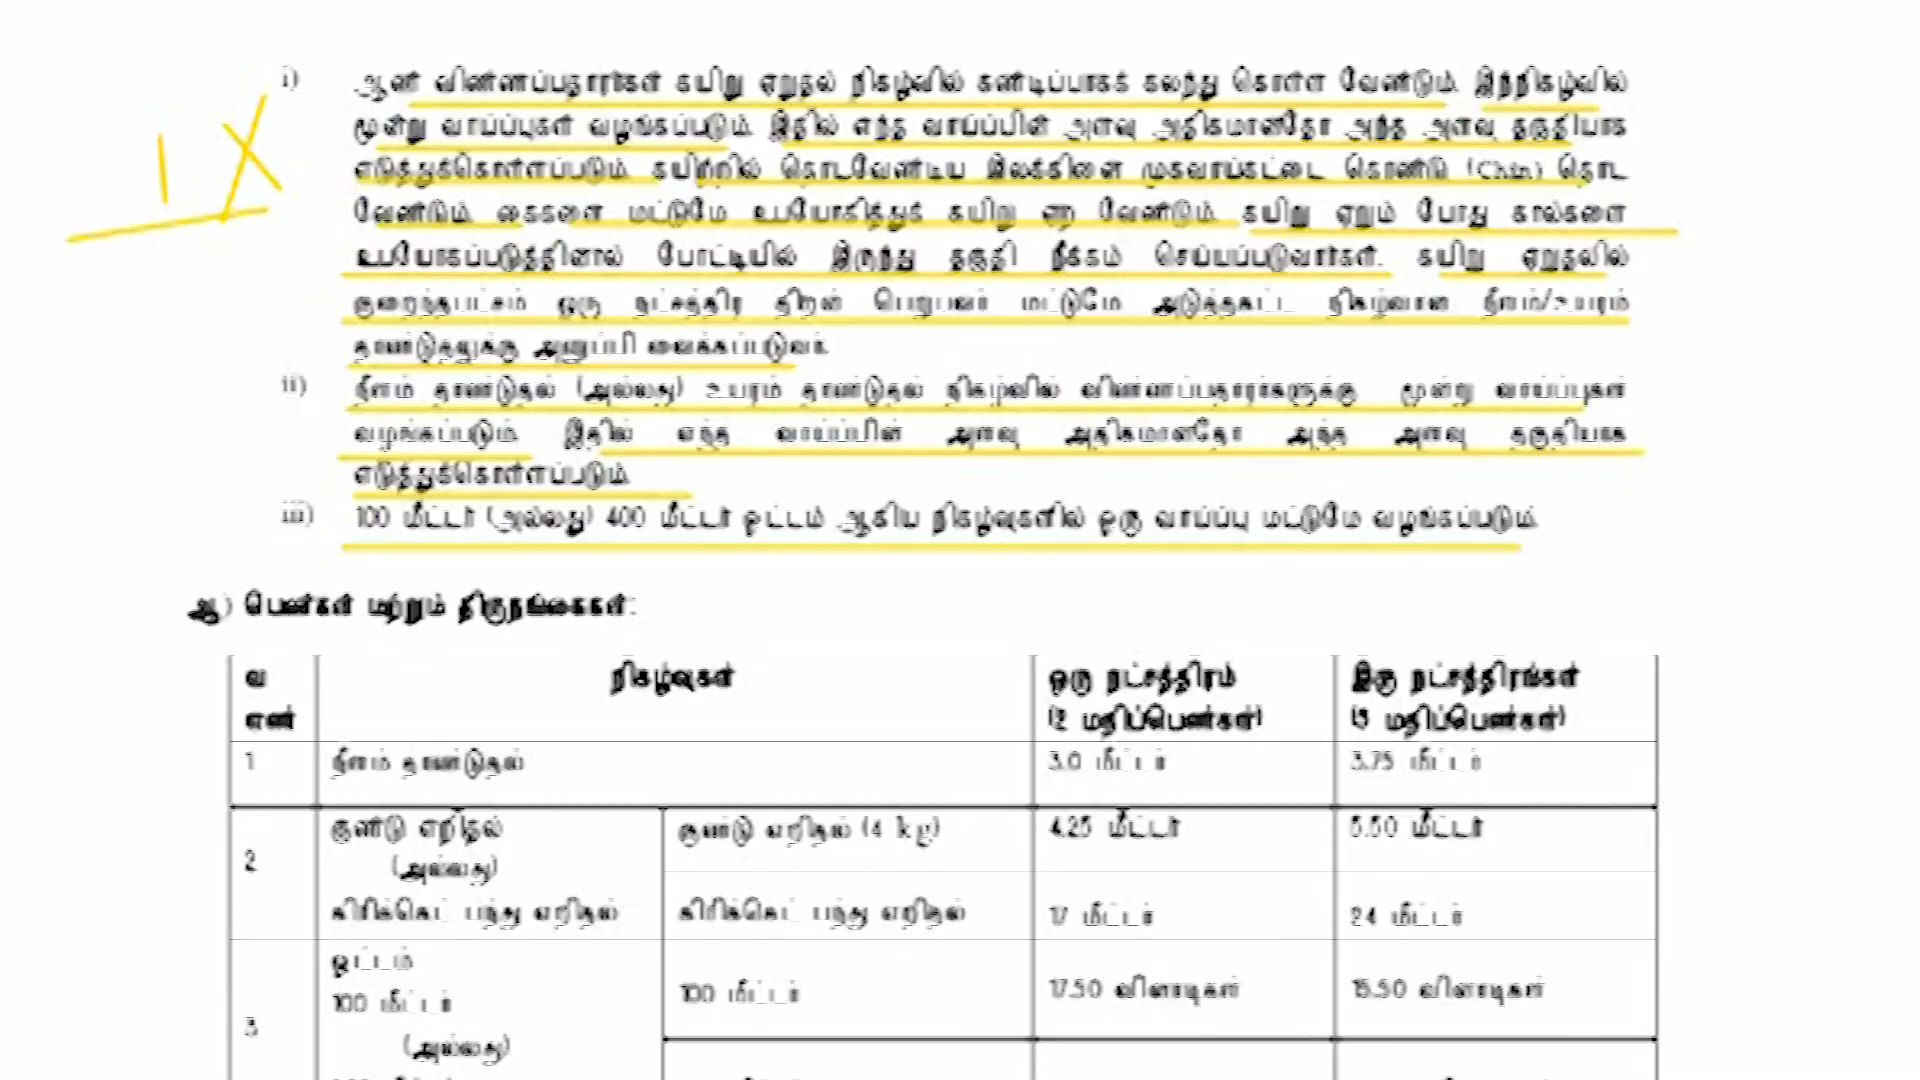 i) ஆண் விண்ணப்பதாரர்கள் கயிறு ஏறுதல் நிகழ்வில் கண்டிப்பாகக் கலந்து கொள்ள வேண்டும். இந்நிகழ்வில்
மூன்று வாய்ப்புகள் வழங்கப்படும். இதில் எந்த வாய்ப்பின் அளவு அதிகமானதோ அந்த அளவு தகுதியாக
எடுத்துக்கொள்ளப்படும். கயிற்றில் தொடவேண்டிய இலக்கினை முகவாய்கட்டை கொண்டு (Chin) தொட
வேண்டும். கைகளை மட்டுமே உபயோகித்துக் கயிறு ஏற வேண்டும். கயிறு ஏறும் போது கால்களை
உபயோகப்படுத்தினால் போட்டியில் இருந்து தகுதி நீக்கம் செய்யப்படுவார்கள். கயிறு ஏறுதலில்
குறைந்தபட்சம் ஒரு நட்சத்திர திறன் பெறுபவர் மட்டுமே அடுத்தகட்ட நிகழ்வான நீளம்/உயரம்
தாண்டுதலுக்கு அனுப்பி வைக்கப்படுவர்.
ii) நீளம் தாண்டுதல் (அல்லது) உயரம் தாண்டுதல் நிகழ்வில் விண்ணப்பதாரர்களுக்கு மூன்று வாய்ப்புகள்
வழங்கப்படும். இதில் எந்த வாய்ப்பின் அளவு அதிகமானதோ அந்த அளவு தகுதியாக
எடுத்துக்கொள்ளப்படும்.
iii) 100 மீட்டர் (அல்லது) 400 மீட்டர் ஓட்டம் ஆகிய நிகழ்வுகளில் ஒரு வாய்ப்பு மட்டுமே வழங்கப்படும்.
1X
ஆ) பெண்கள் மற்றும் திருநங்கைகள்:
வ எண் நிகழ்வுகள் ஒரு நட்சத்திரம் (2 மதிப்பெண்கள்) இரு நட்சத்திரங்கள் (5 மதிப்பெண்கள்)
1 நீளம் தாண்டுதல் 3.0 மீட்டர் 3.75 மீட்டர்
2 குண்டு எறிதல் (அல்லது) கிரிக்கெட் பந்து எறிதல்
குண்டு எறிதல் (4 kg) 4.25 மீட்டர் 5.50 மீட்டர்
கிரிக்கெட் பந்து எறிதல் 17 மீட்டர் 24 மீட்டர்
3 ஓட்டம் 100 மீட்டர் (அல்லது)
100 மீட்டர் 17.50 விநாடிகள் 15.50 விநாடிகள்